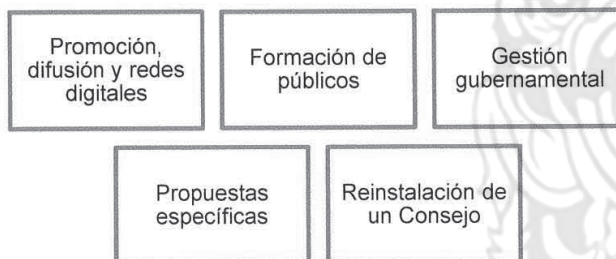 Promoción,
difusión y redes
digitales
Formación de
públicos
Gestión
gubernamental
Propuestas
específicas
Reinstalación de
un Consejo